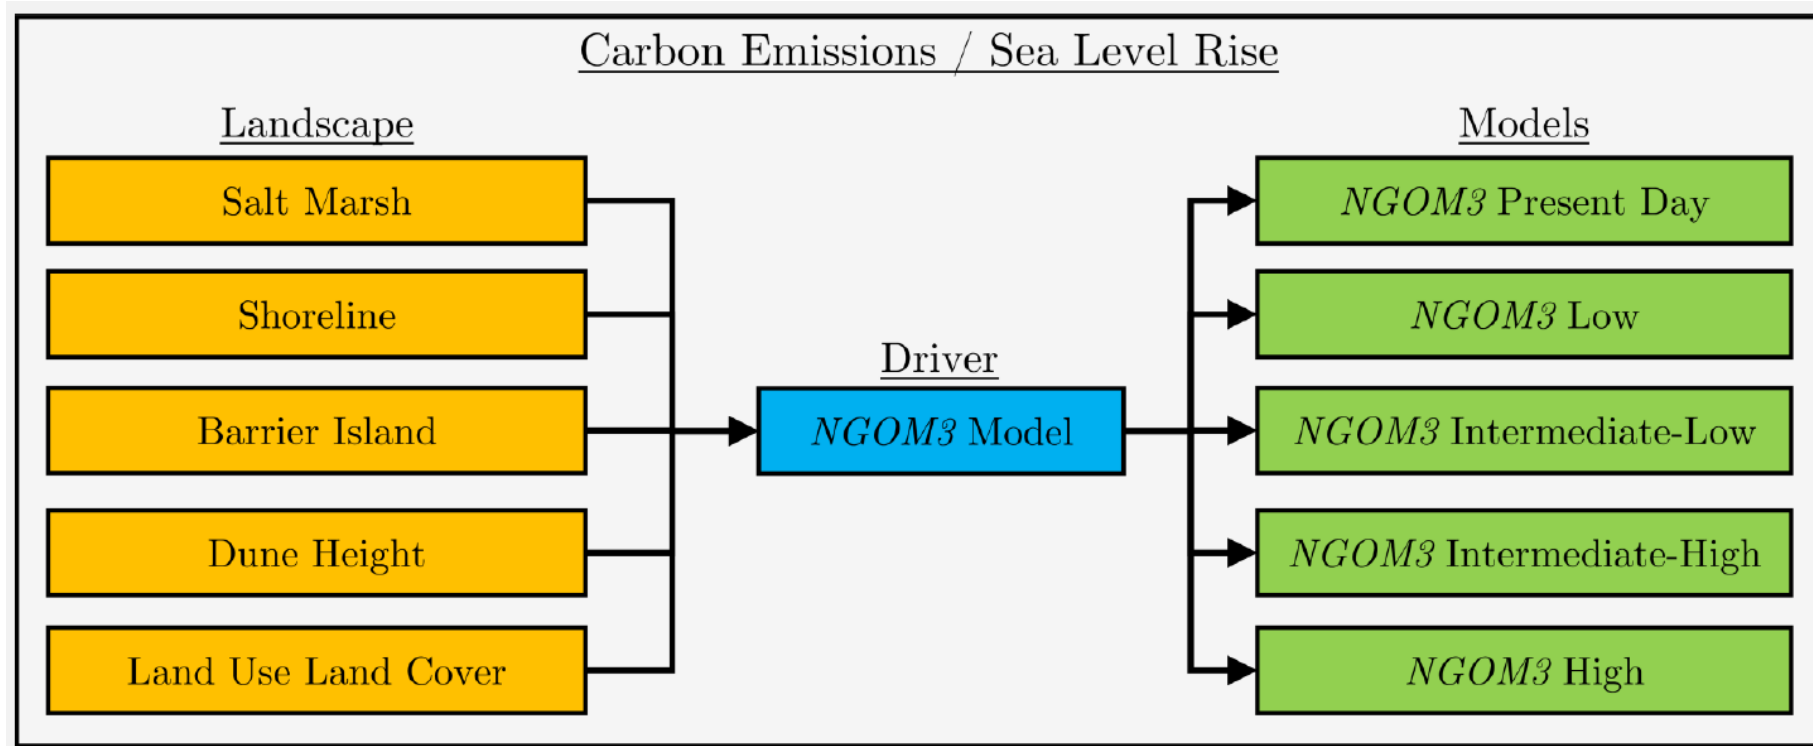 Carbon Emissions / Sea Level Rise
Landscape
Salt Marsh
Shoreline
Barrier Island
Dune Height
Land Use Land Cover
Driver
NGOM3 Model
Models
NGOM3 Present Day
NGOM3 Low
NGOM3 Intermediate-Low
NGOM3 Intermediate-High
NGOM3 High